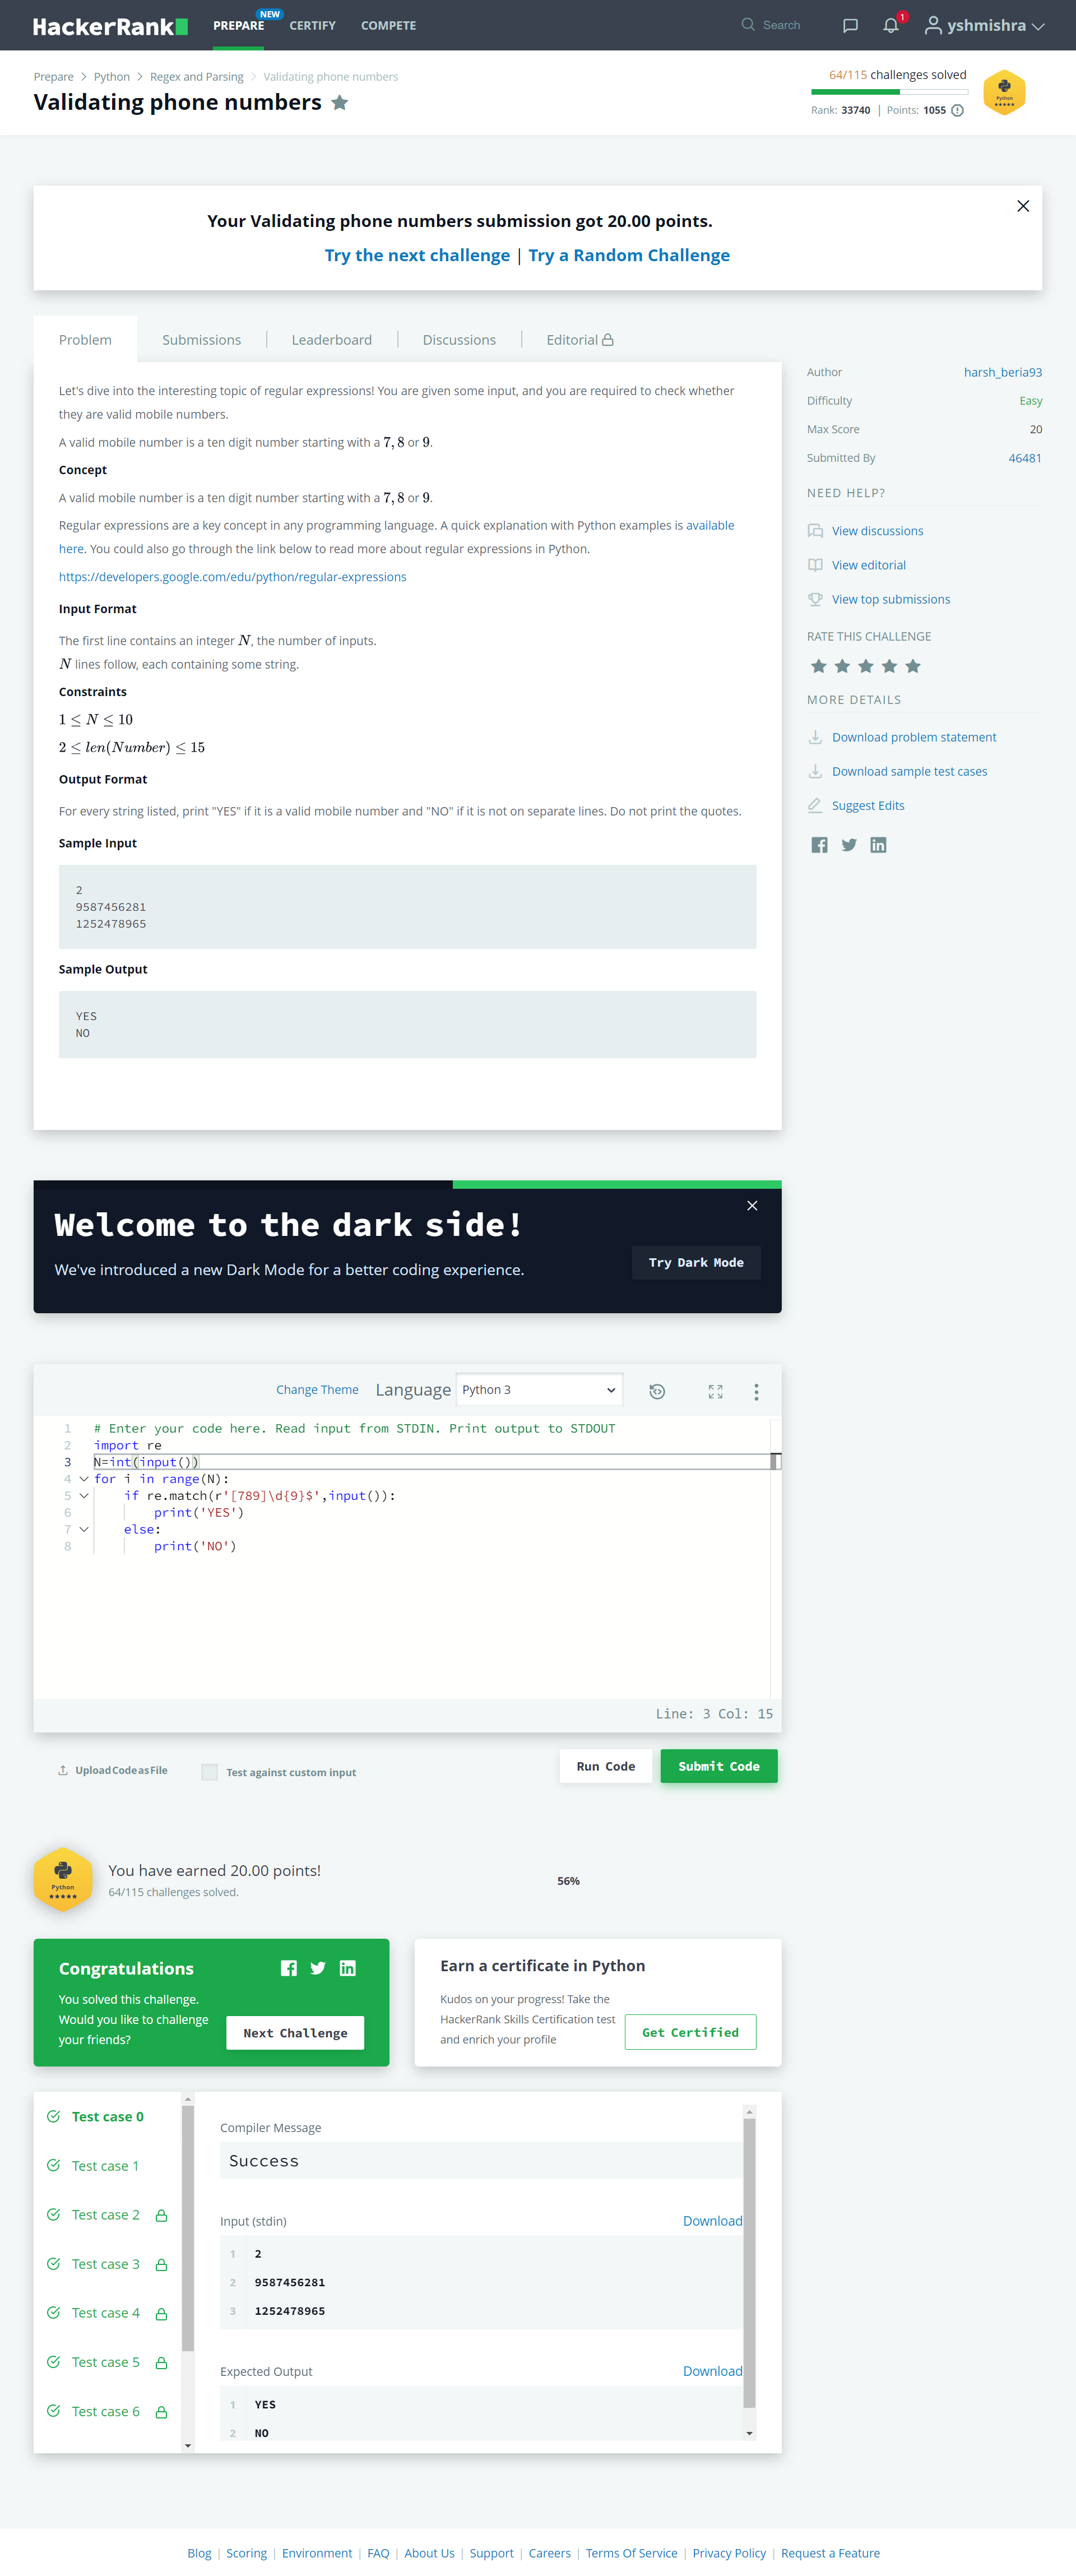 HackerRank
PREPARE
NEW
CERTIFY
COMPETE
Search
1
yshmishra
Prepare > Python > Regex and Parsing > Validating phone numbers
Validating phone numbers
64/115 challenges solved
Rank: 33740 | Points: 1055
Python
Your Validating phone numbers submission got 20.00 points.
Try the next challenge | Try a Random Challenge
Problem
Submissions
Leaderboard
Discussions
Editorial
Let's dive into the interesting topic of regular expressions! You are given some input, and you are required to check whether
they are valid mobile numbers.
A valid mobile number is a ten digit number starting with a 7, 8 or 9.
Concept
A valid mobile number is a ten digit number starting with a 7, 8 or 9.
Regular expressions are a key concept in any programming language. A quick explanation with Python examples is available
here. You could also go through the link below to read more about regular expressions in Python.
https://developers.google.com/edu/python/regular-expressions
Input Format
The first line contains an integer N, the number of inputs.
N lines follow, each containing some string.
Constraints
1 ≤ N ≤ 10
2 ≤ len(Number) ≤ 15
Output Format
For every string listed, print "YES" if it is a valid mobile number and "NO" if it is not on separate lines. Do not print the quotes.
Sample Input
2
9587456281
1252478965
Sample Output
YES
NO
Author
harsh_beria93
Difficulty
Easy
Max Score
20
Submitted By
46481
NEED HELP?
View discussions
View editorial
View top submissions
RATE THIS CHALLENGE
MORE DETAILS
Download problem statement
Download sample test cases
Suggest Edits
Welcome to the dark side!
We've introduced a new Dark Mode for a better coding experience.
Try Dark Mode
Change Theme
Language
Python 3
1 # Enter your code here. Read input from STDIN. Print output to STDOUT
2 import re
3 N=int(input())
4 for i in range(N):
5 if re.match(r'[789]\d{9}$',input()):
6 print('YES')
7 else:
8 print('NO')
Line: 3 Col: 15
Upload Code as File
Test against custom input
Run Code
Submit Code
Python
You have earned 20.00 points!
64/115 challenges solved.
56%
Congratulations
You solved this challenge.
Would you like to challenge
your friends?
Next Challenge
Earn a certificate in Python
Kudos on your progress! Take the
HackerRank Skills Certification test
and enrich your profile
Get Certified
Test case 0
Test case 1
Test case 2
Test case 3
Test case 4
Test case 5
Test case 6
Compiler Message
Success
Input (stdin)
Download
1 2
2 9587456281
3 1252478965
Expected Output
Download
1 YES
2 NO
Blog | Scoring | Environment | FAQ | About Us | Support | Careers | Terms Of Service | Privacy Policy | Request a Feature